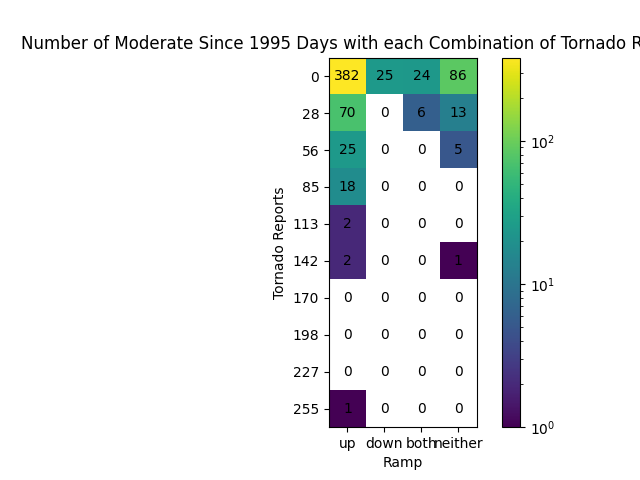 Number of Moderate Since 1995 Days with each Combination of Tornado R
0 382 25 24 86
28 70 0 6 13
56 25 0 0 5
85 18 0 0 0
113 2 0 0 0
142 2 0 0 1
170 0 0 0 0
198 0 0 0 0
227 0 0 0 0
255 1 0 0 0
Tornado Reports
up down both neither
Ramp
10²
10¹
10⁰